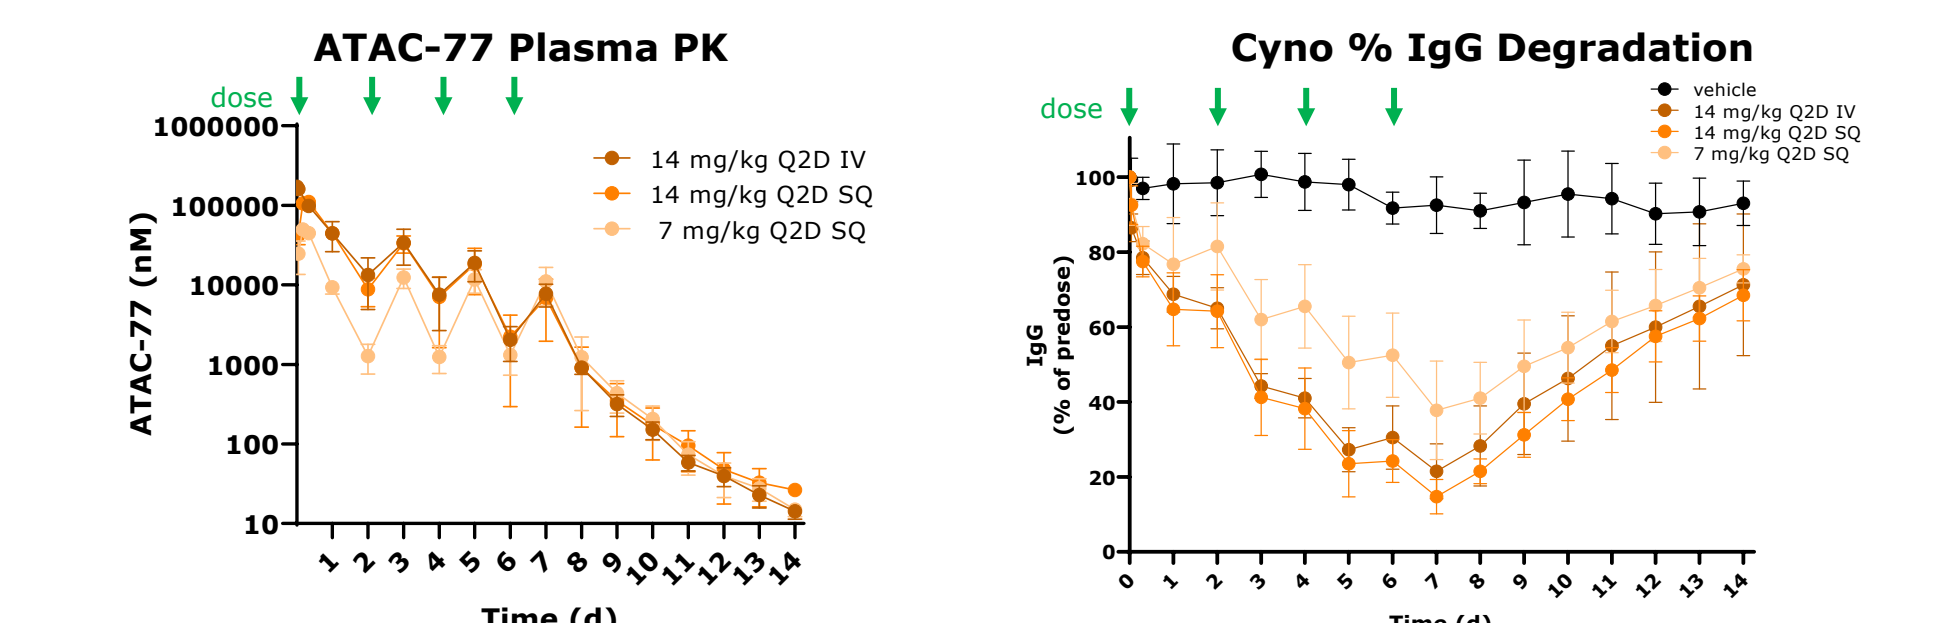 ATAC-77 Plasma PK
dose
1000000
100000
10000
1000
100
10
ATAC-77 (nM)
14 mg/kg Q2D IV
14 mg/kg Q2D SQ
7 mg/kg Q2D SQ
1 2 3 4 5 6 7 8 9 10 11 12 13 14
Time (d)
Cyno % IgG Degradation
dose
vehicle
14 mg/kg Q2D IV
14 mg/kg Q2D SQ
7 mg/kg Q2D SQ
100
80
60
40
20
0
IgG
(% of predose)
0 1 2 3 4 5 6 7 8 9 10 11 12 13 14
Time (d)